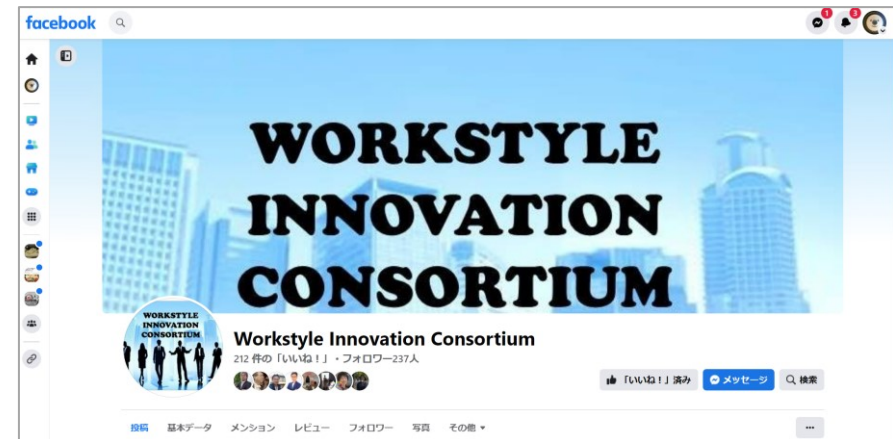 facebook
1
3
WORKSTYLE
INNOVATION
CONSORTIUM
WORKSTYLE
INNOVATION
CONSORTIUM
Workstyle Innovation Consortium
212 件の「いいね！」・フォロワー237人
「いいね！」済み
メッセージ
検索
投稿 基本データ メンション レビュー フォロワー 写真 その他